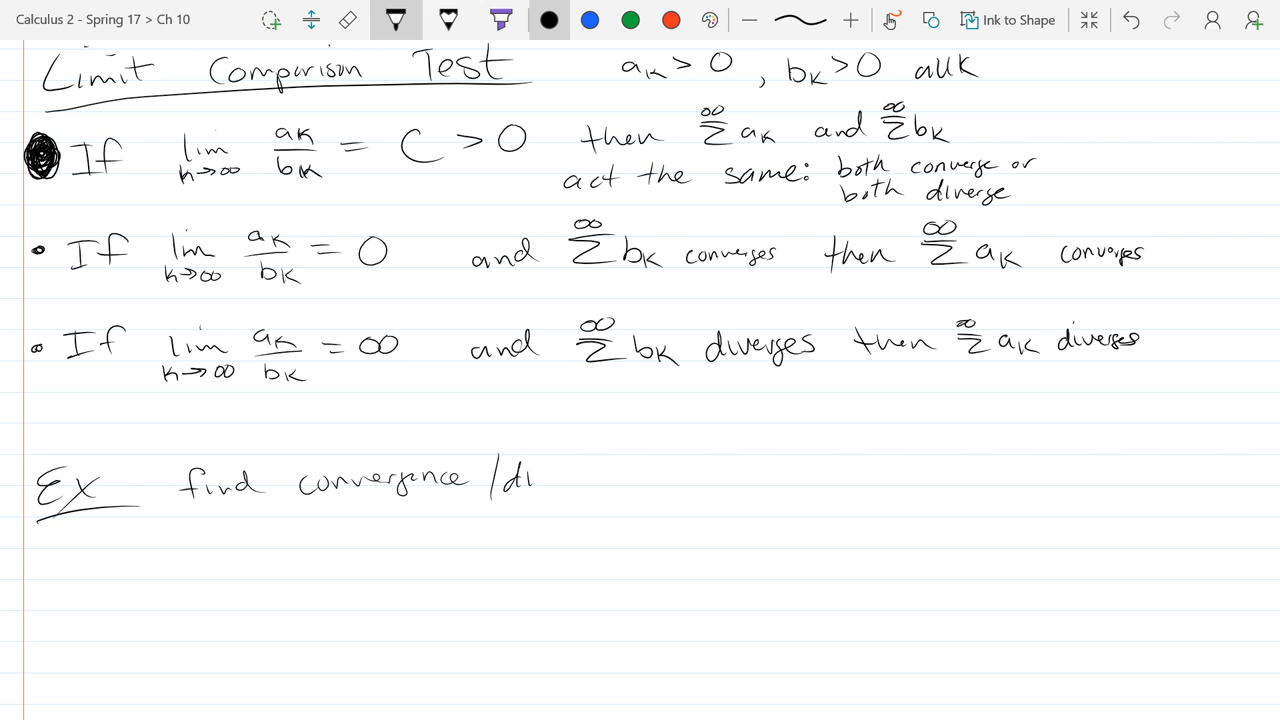 Calculus 2 - Spring 17 > Ch 10 Ink to Shape
Limit Comparison Test aₖ > 0 , bₖ > 0 all k
If lim k→∞ aₖ/bₖ = C > 0 then ∞ Σ aₖ and ∞ Σ bₖ
act the same: both converge or
both diverge
• If lim k→∞ aₖ/bₖ = 0 and ∞ Σ bₖ converges then ∞ Σ aₖ converges
• If lim k→∞ aₖ/bₖ = ∞ and ∞ Σ bₖ diverges then ∞ Σ aₖ diverges
Ex find convergence /di